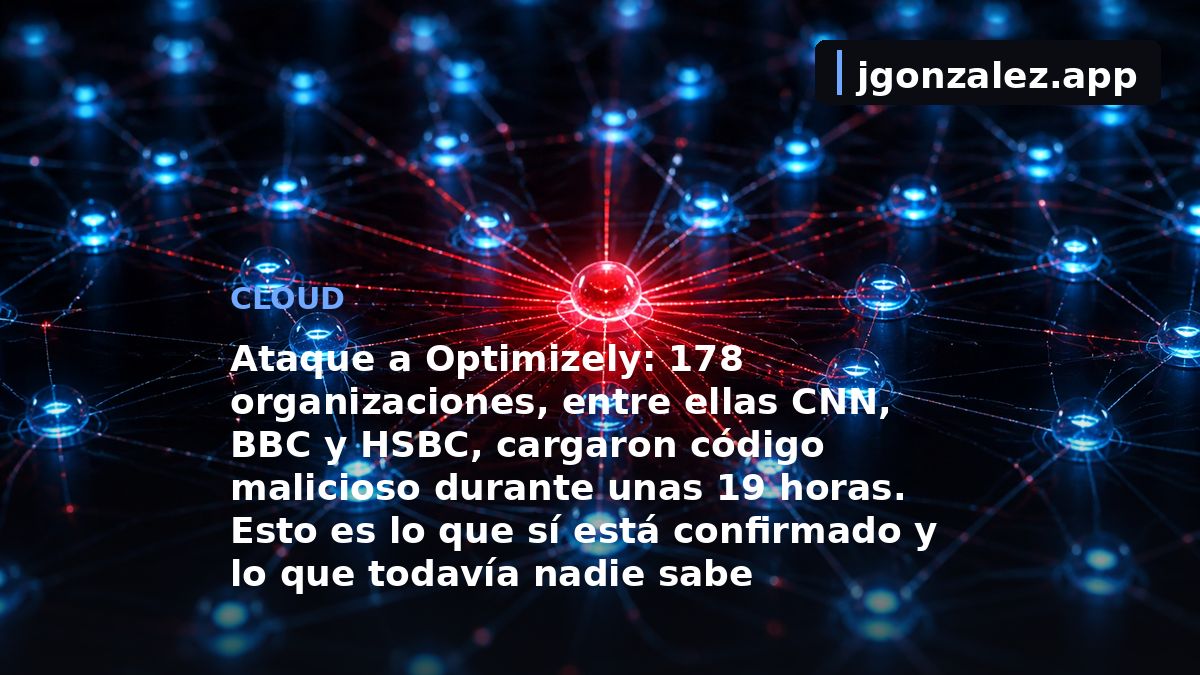 jgonzalez.app
CLOUD
Ataque a Optimizely: 178
organizaciones, entre ellas CNN,
BBC y HSBC, cargaron código
malicioso durante unas 19 horas.
Esto es lo que sí está confirmado y
lo que todavía nadie sabe